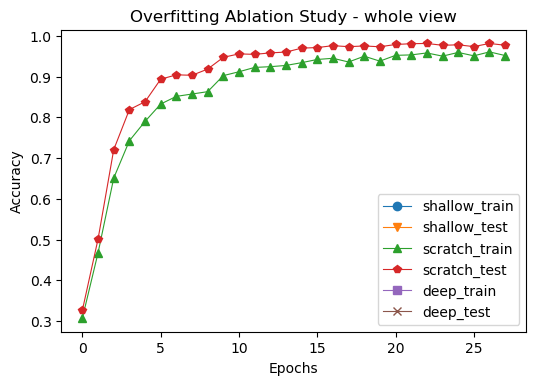 Overfitting Ablation Study - whole view
Accuracy
1.0
0.9
0.8
0.7
0.6
0.5
0.4
0.3
0
5
10
15
20
25
Epochs
shallow_train
shallow_test
scratch_train
scratch_test
deep_train
deep_test